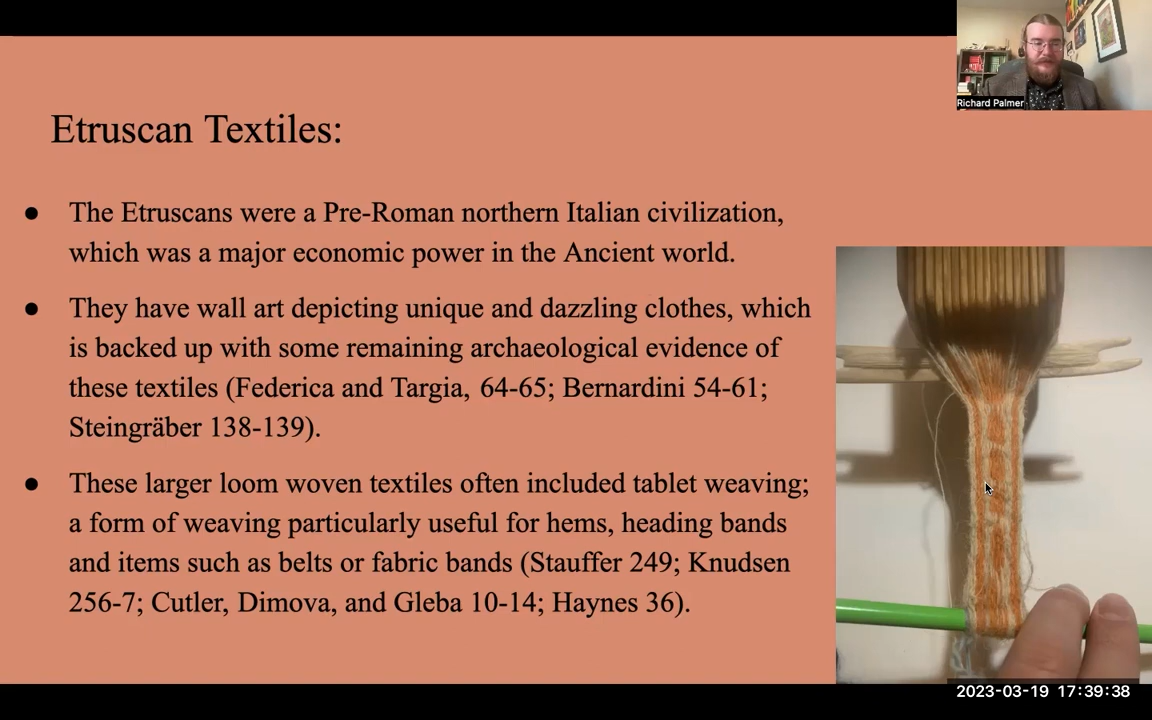 Richard Palmer
Etruscan Textiles:
● The Etruscans were a Pre-Roman northern Italian civilization,
which was a major economic power in the Ancient world.
● They have wall art depicting unique and dazzling clothes, which
is backed up with some remaining archaeological evidence of
these textiles (Federica and Targia, 64-65; Bernardini 54-61;
Steingräber 138-139).
● These larger loom woven textiles often included tablet weaving;
a form of weaving particularly useful for hems, heading bands
and items such as belts or fabric bands (Stauffer 249; Knudsen
256-7; Cutler, Dimova, and Gleba 10-14; Haynes 36).
2023-03-19 17:39:38